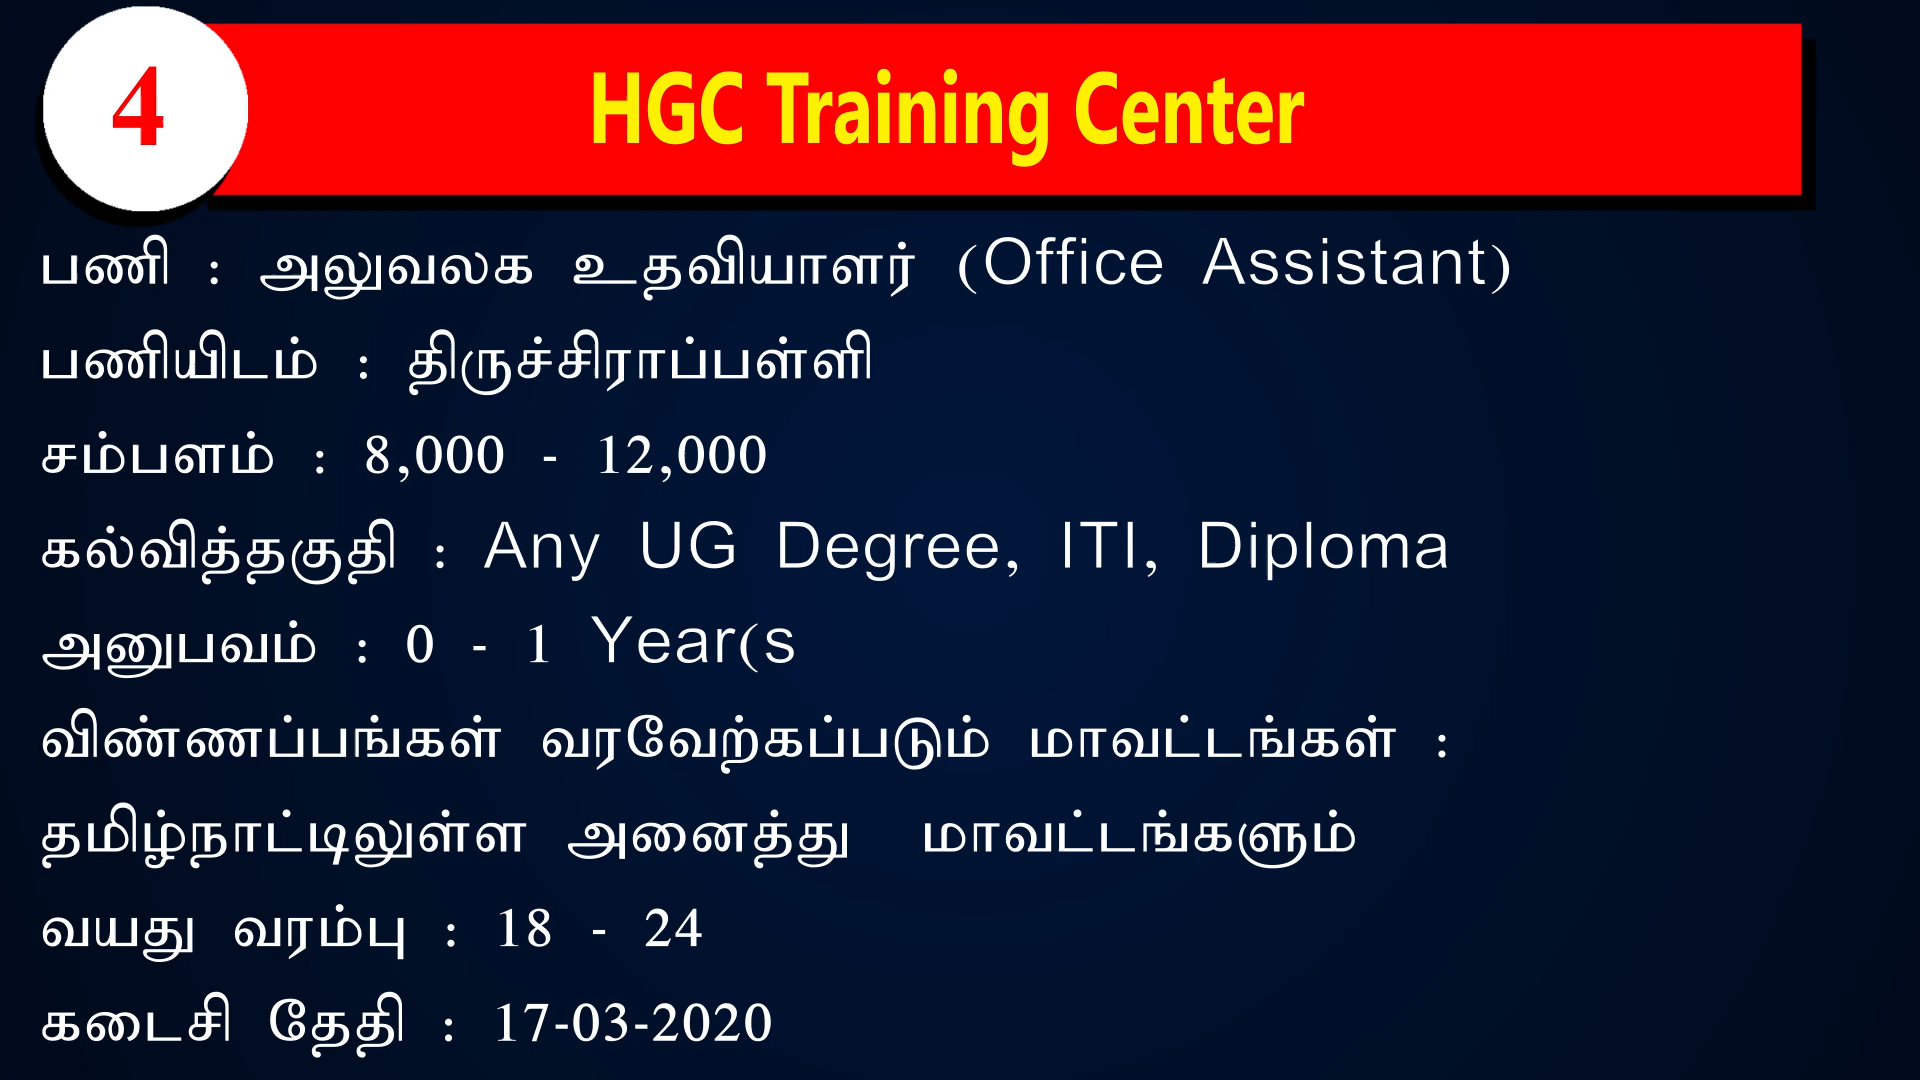 4
HGC Training Center
பணி : அலுவலக உதவியாளர் (Office Assistant)
பணியிடம் : திருச்சிராப்பள்ளி
சம்பளம் : 8,000 - 12,000
கல்வித்தகுதி : Any UG Degree, ITI, Diploma
அனுபவம் : 0 - 1 Year(s
விண்ணப்பங்கள் வரவேற்கப்படும் மாவட்டங்கள் :
தமிழ்நாட்டிலுள்ள அனைத்து மாவட்டங்களும்
வயது வரம்பு : 18 - 24
கடைசி தேதி : 17-03-2020